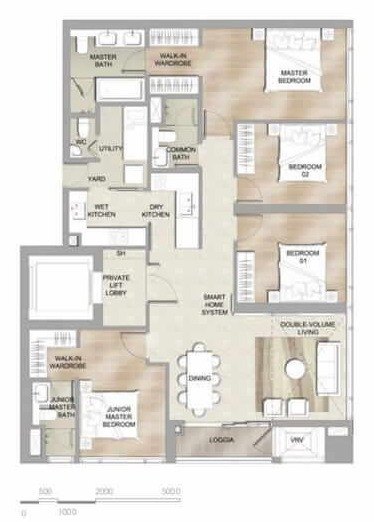 MASTER
BATH
WALK-IN
WARDROBE
MASTER
BEDROOM
WC
UTILITY
COMMON
BATH
BEDROOM
02
YARD
WET
KITCHEN
DRY
KITCHEN
SH
BEDROOM
01
PRIVATE
LIFT
LOBBY
SMART
HOME
SYSTEM
DOUBLE-VOLUME
LIVING
WALK-IN
WARDROBE
DINING
JUNIOR
MASTER
BATH
JUNIOR
MASTER
BEDROOM
LOGGIA
VRV
500
2000
5000
0
1000